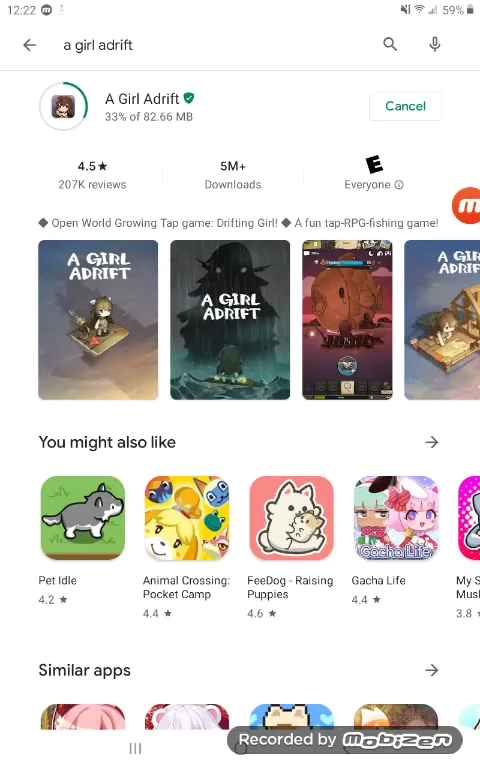 12:22
59%
a girl adrift
A Girl Adrift
33% of 82.66 MB
Cancel
4.5★
207K reviews
5M+
Downloads
E
Everyone
◆ Open World Growing Tap game: Drifting Girl! ◆ A fun tap-RPG-fishing game!
A GIRL
ADRIFT
A GIRL
ADRIFT
A GIRL
ADRIFT
You might also like
Pet Idle
4.2 ★
Animal Crossing:
Pocket Camp
4.4 ★
FeeDog - Raising
Puppies
4.6 ★
Gacha Life
Gacha Life
4.4 ★
My S
Mush
3.8
Similar apps
Recorded by mobizen